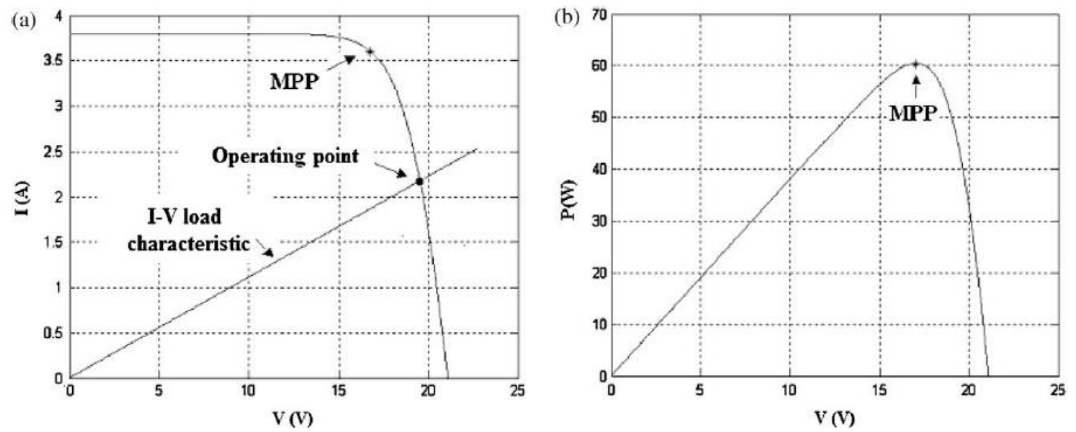 (a)
4
3.5
3
2.5
2
1.5
1
0.5
0
I (A)
MPP
Operating point
I-V load
characteristic
0 5 10 15 20 25
V (V)
(b)
70
60
50
40
30
20
60
0
P(W)
MPP
0 5 10 15 20 25
V (V)